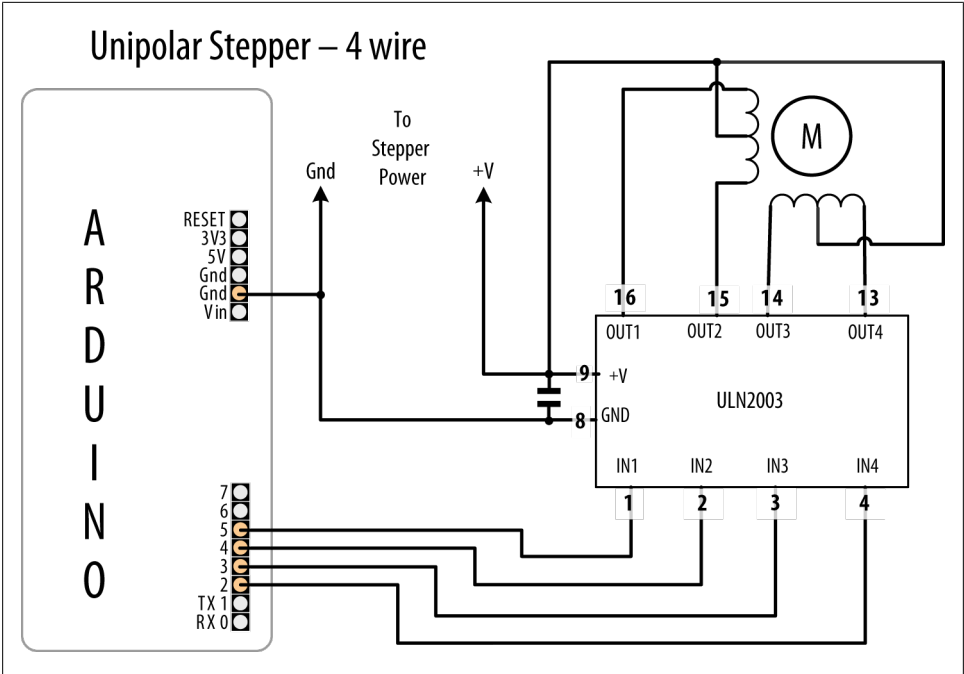 Unipolar Stepper – 4 wire
To
Stepper
Power
Gnd
+V
M
ARDUINO
RESET
3V3
5V
Gnd
Gnd
Vin
16
15
14
13
OUT1
OUT2
OUT3
OUT4
9
+V
ULN2003
8
GND
IN1
IN2
IN3
IN4
1
2
3
4
7
6
5
4
3
2
TX 1
RX 0